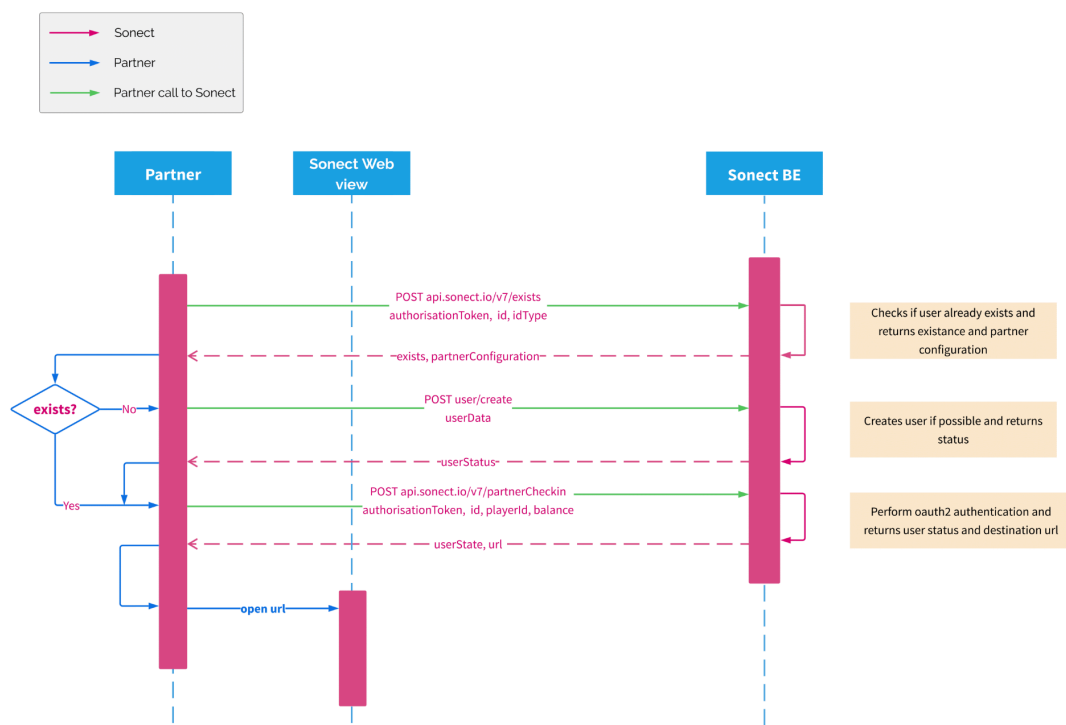 Sonect
Partner
Partner call to Sonect
Partner
Sonect Web
view
Sonect BE
POST api.sonect.io/v7/exists
authorisationToken, id, idType
Checks if user already exists and
returns existance and partner
configuration
exists, partnerConfiguration
exists?
No
POST user/create
userData
Creates user if possible and returns
status
userStatus
Yes
POST api.sonect.io/v7/partnerCheckin
authorisationToken, id, playerId, balance
Perform oauth2 authentication and
returns user status and destination url
userState, url
open url